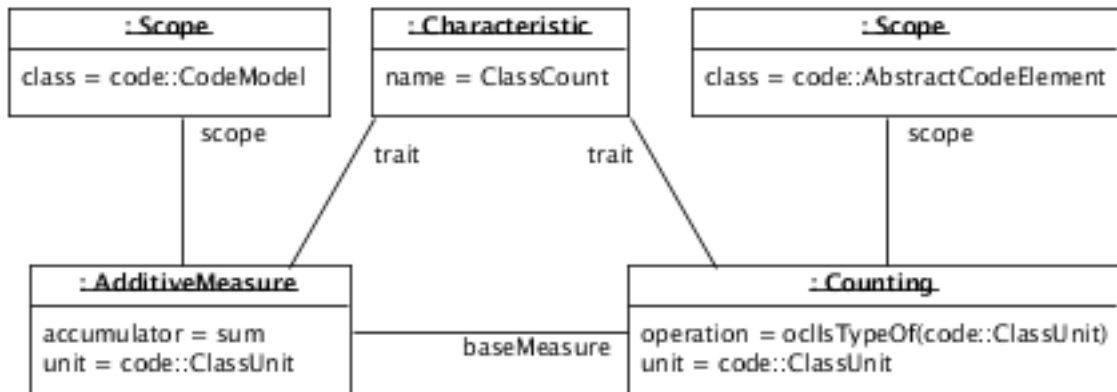 : Scope
class = code::CodeModel
: Characteristic
name = ClassCount
: Scope
class = code::AbstractCodeElement
scope
trait
trait
scope
: AdditiveMeasure
accumulator = sum
unit = code::ClassUnit
baseMeasure
: Counting
operation = oclIsTypeOf(code::ClassUnit)
unit = code::ClassUnit